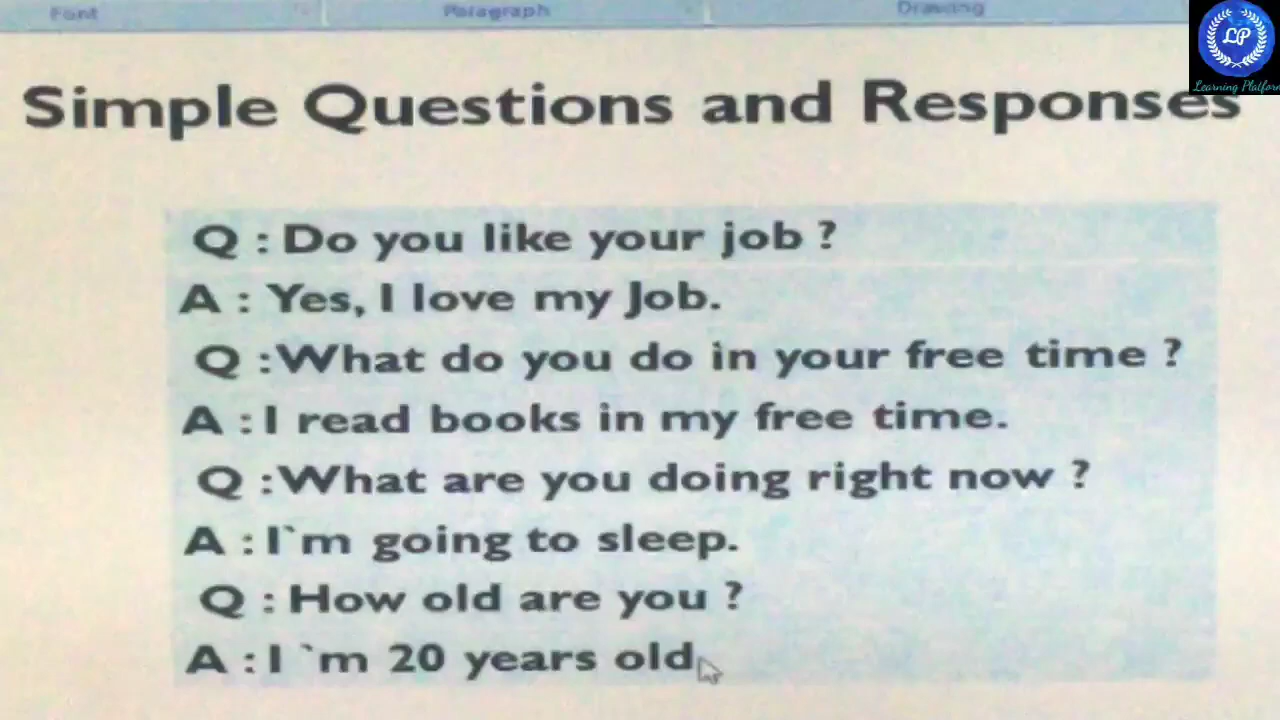 Font Paragraph Drawing
LP
Learning Platform
Simple Questions and Responses
Q : Do you like your job ?
A : Yes, I love my Job.
Q :What do you do in your free time ?
A : I read books in my free time.
Q :What are you doing right now ?
A : I`m going to sleep.
Q : How old are you ?
A : I `m 20 years old